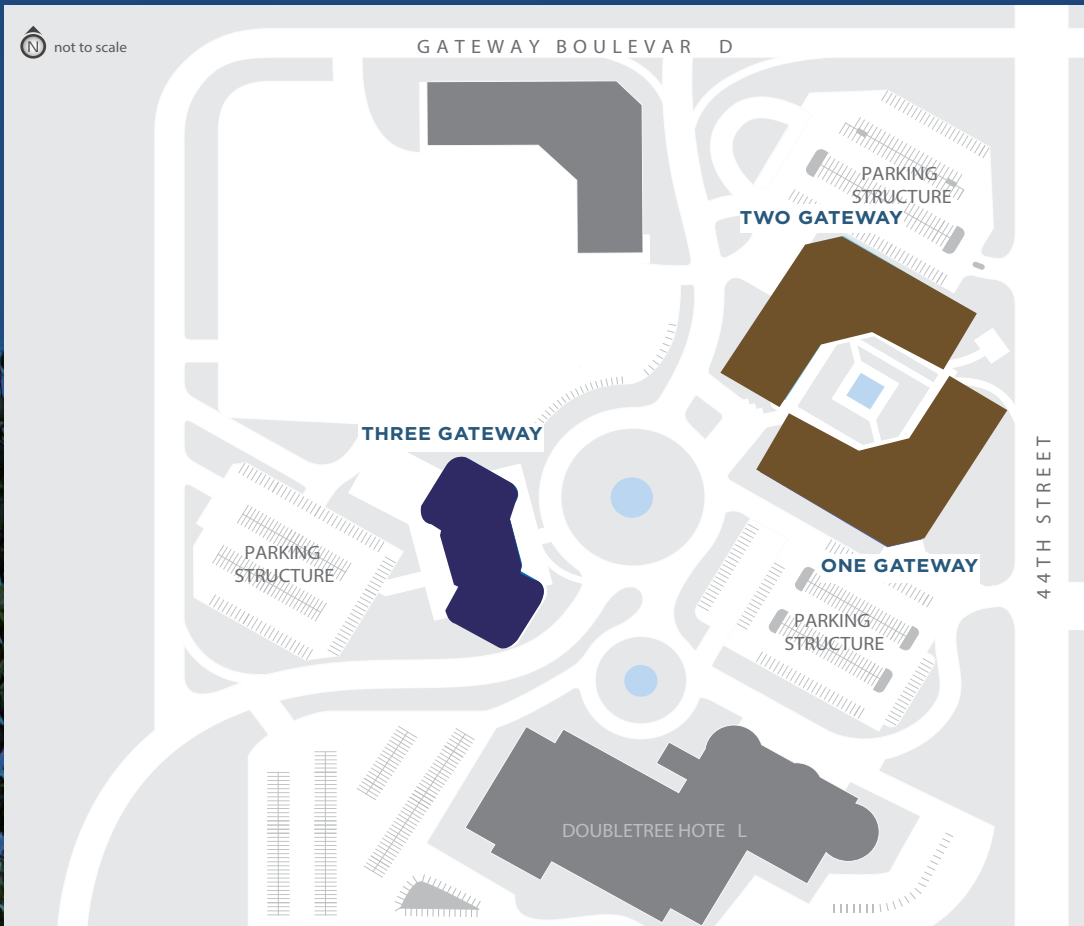 N not to scale
GATEWAY BOULEVAR D
PARKING
STRUCTURE
TWO GATEWAY
THREE GATEWAY
44TH STREET
PARKING
STRUCTURE
ONE GATEWAY
PARKING
STRUCTURE
DOUBLETREE HOTE L